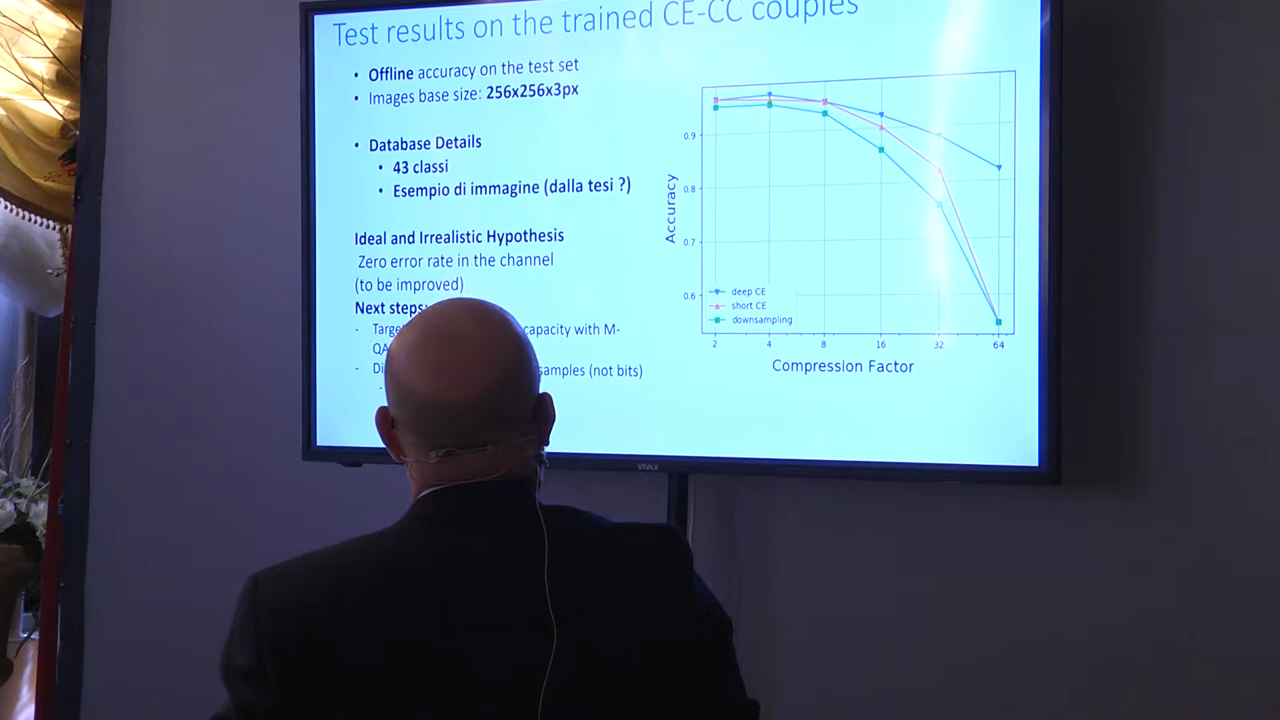 Test results on the trained CE-CC couples
• Offline accuracy on the test set
• Images base size: 256x256x3px
• Database Details
• 43 classi
• Esempio di immagine (dalla tesi ?)
Ideal and Irrealistic Hypothesis
Zero error rate in the channel
(to be improved)
Next steps:
- capacity with M-
- samples (not bits)
-
Accuracy
0.9
0.8
0.7
0.6
deep CE
short CE
downsampling
2 4 8 16 32 64
Compression Factor
VIVAX